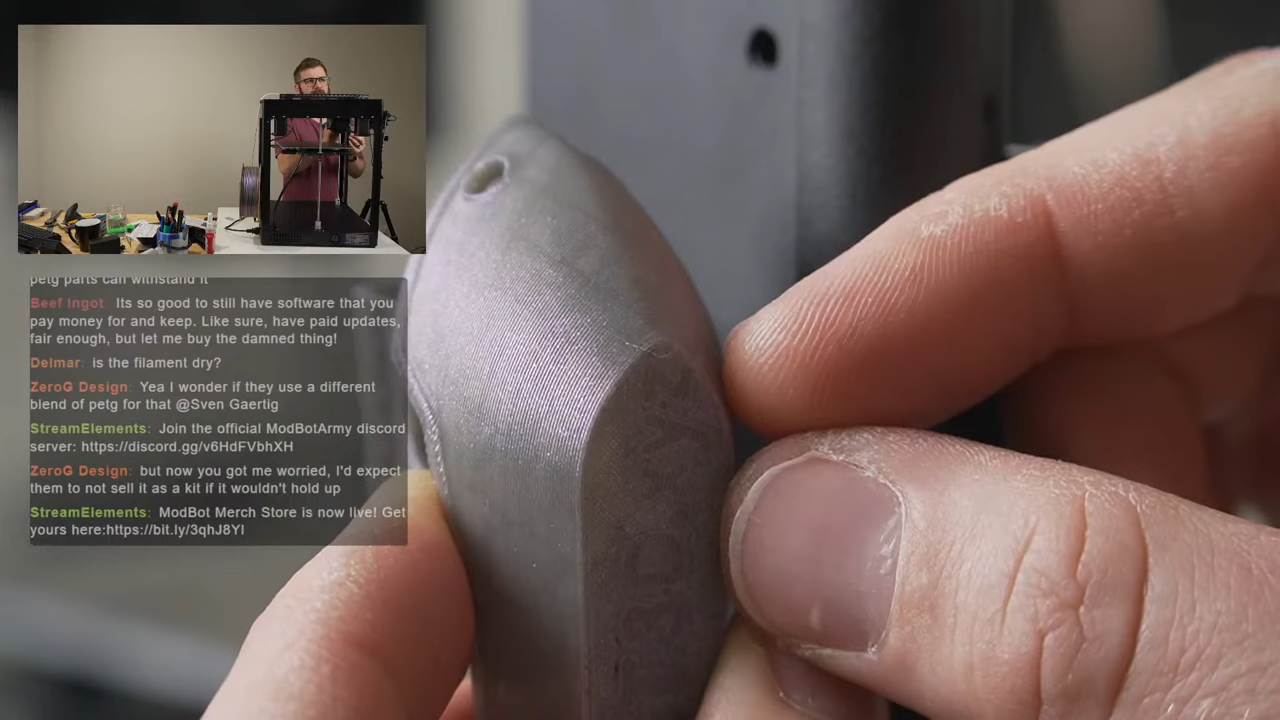 petg parts can withstand it
Beef Ingot: Its so good to still have software that you
pay money for and keep. Like sure, have paid updates,
fair enough, but let me buy the damned thing!
Delmar: is the filament dry?
ZeroG Design: Yea I wonder if they use a different
blend of petg for that @Sven Gaertig
StreamElements: Join the official ModBotArmy discord
server: https://discord.gg/v6HdFVbhXH
ZeroG Design: but now you got me worried, I'd expect
them to not sell it as a kit if it wouldn't hold up
StreamElements: ModBot Merch Store is now live! Get
yours here:https://bit.ly/3qhJ8Yl